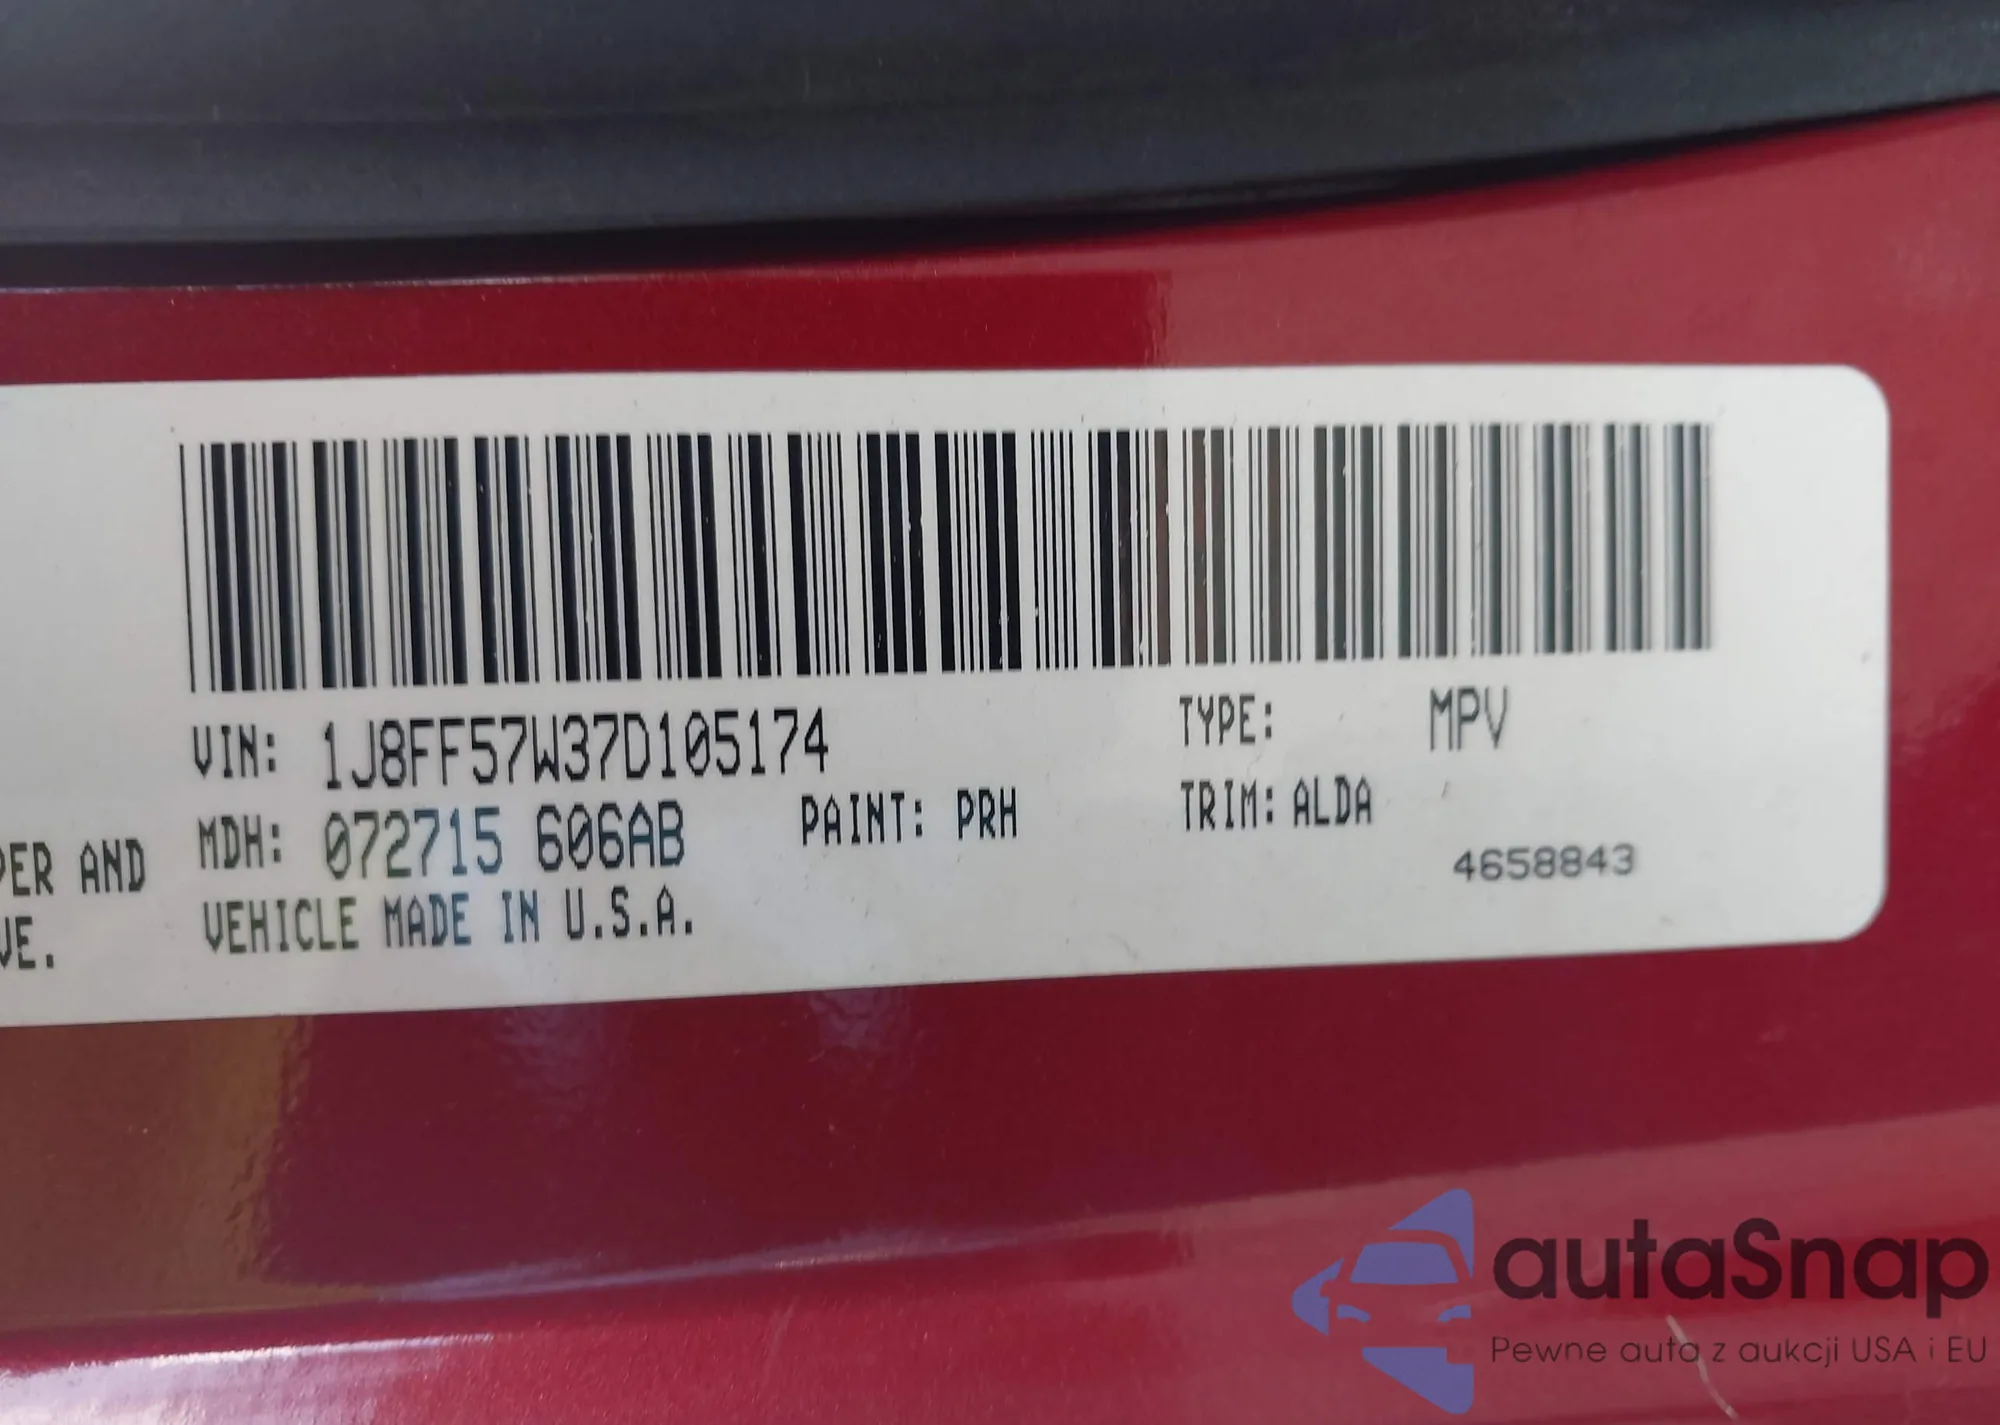 VIN: 1J8FF57W37D105174
TYPE: MPV
MDH: 072715 606AB PAINT: PRH TRIM: ALDA
PER AND
VEHICLE MADE IN U.S.A.
4658843
VE.
autaSnap
Pewne auta z aukcji USA i EU